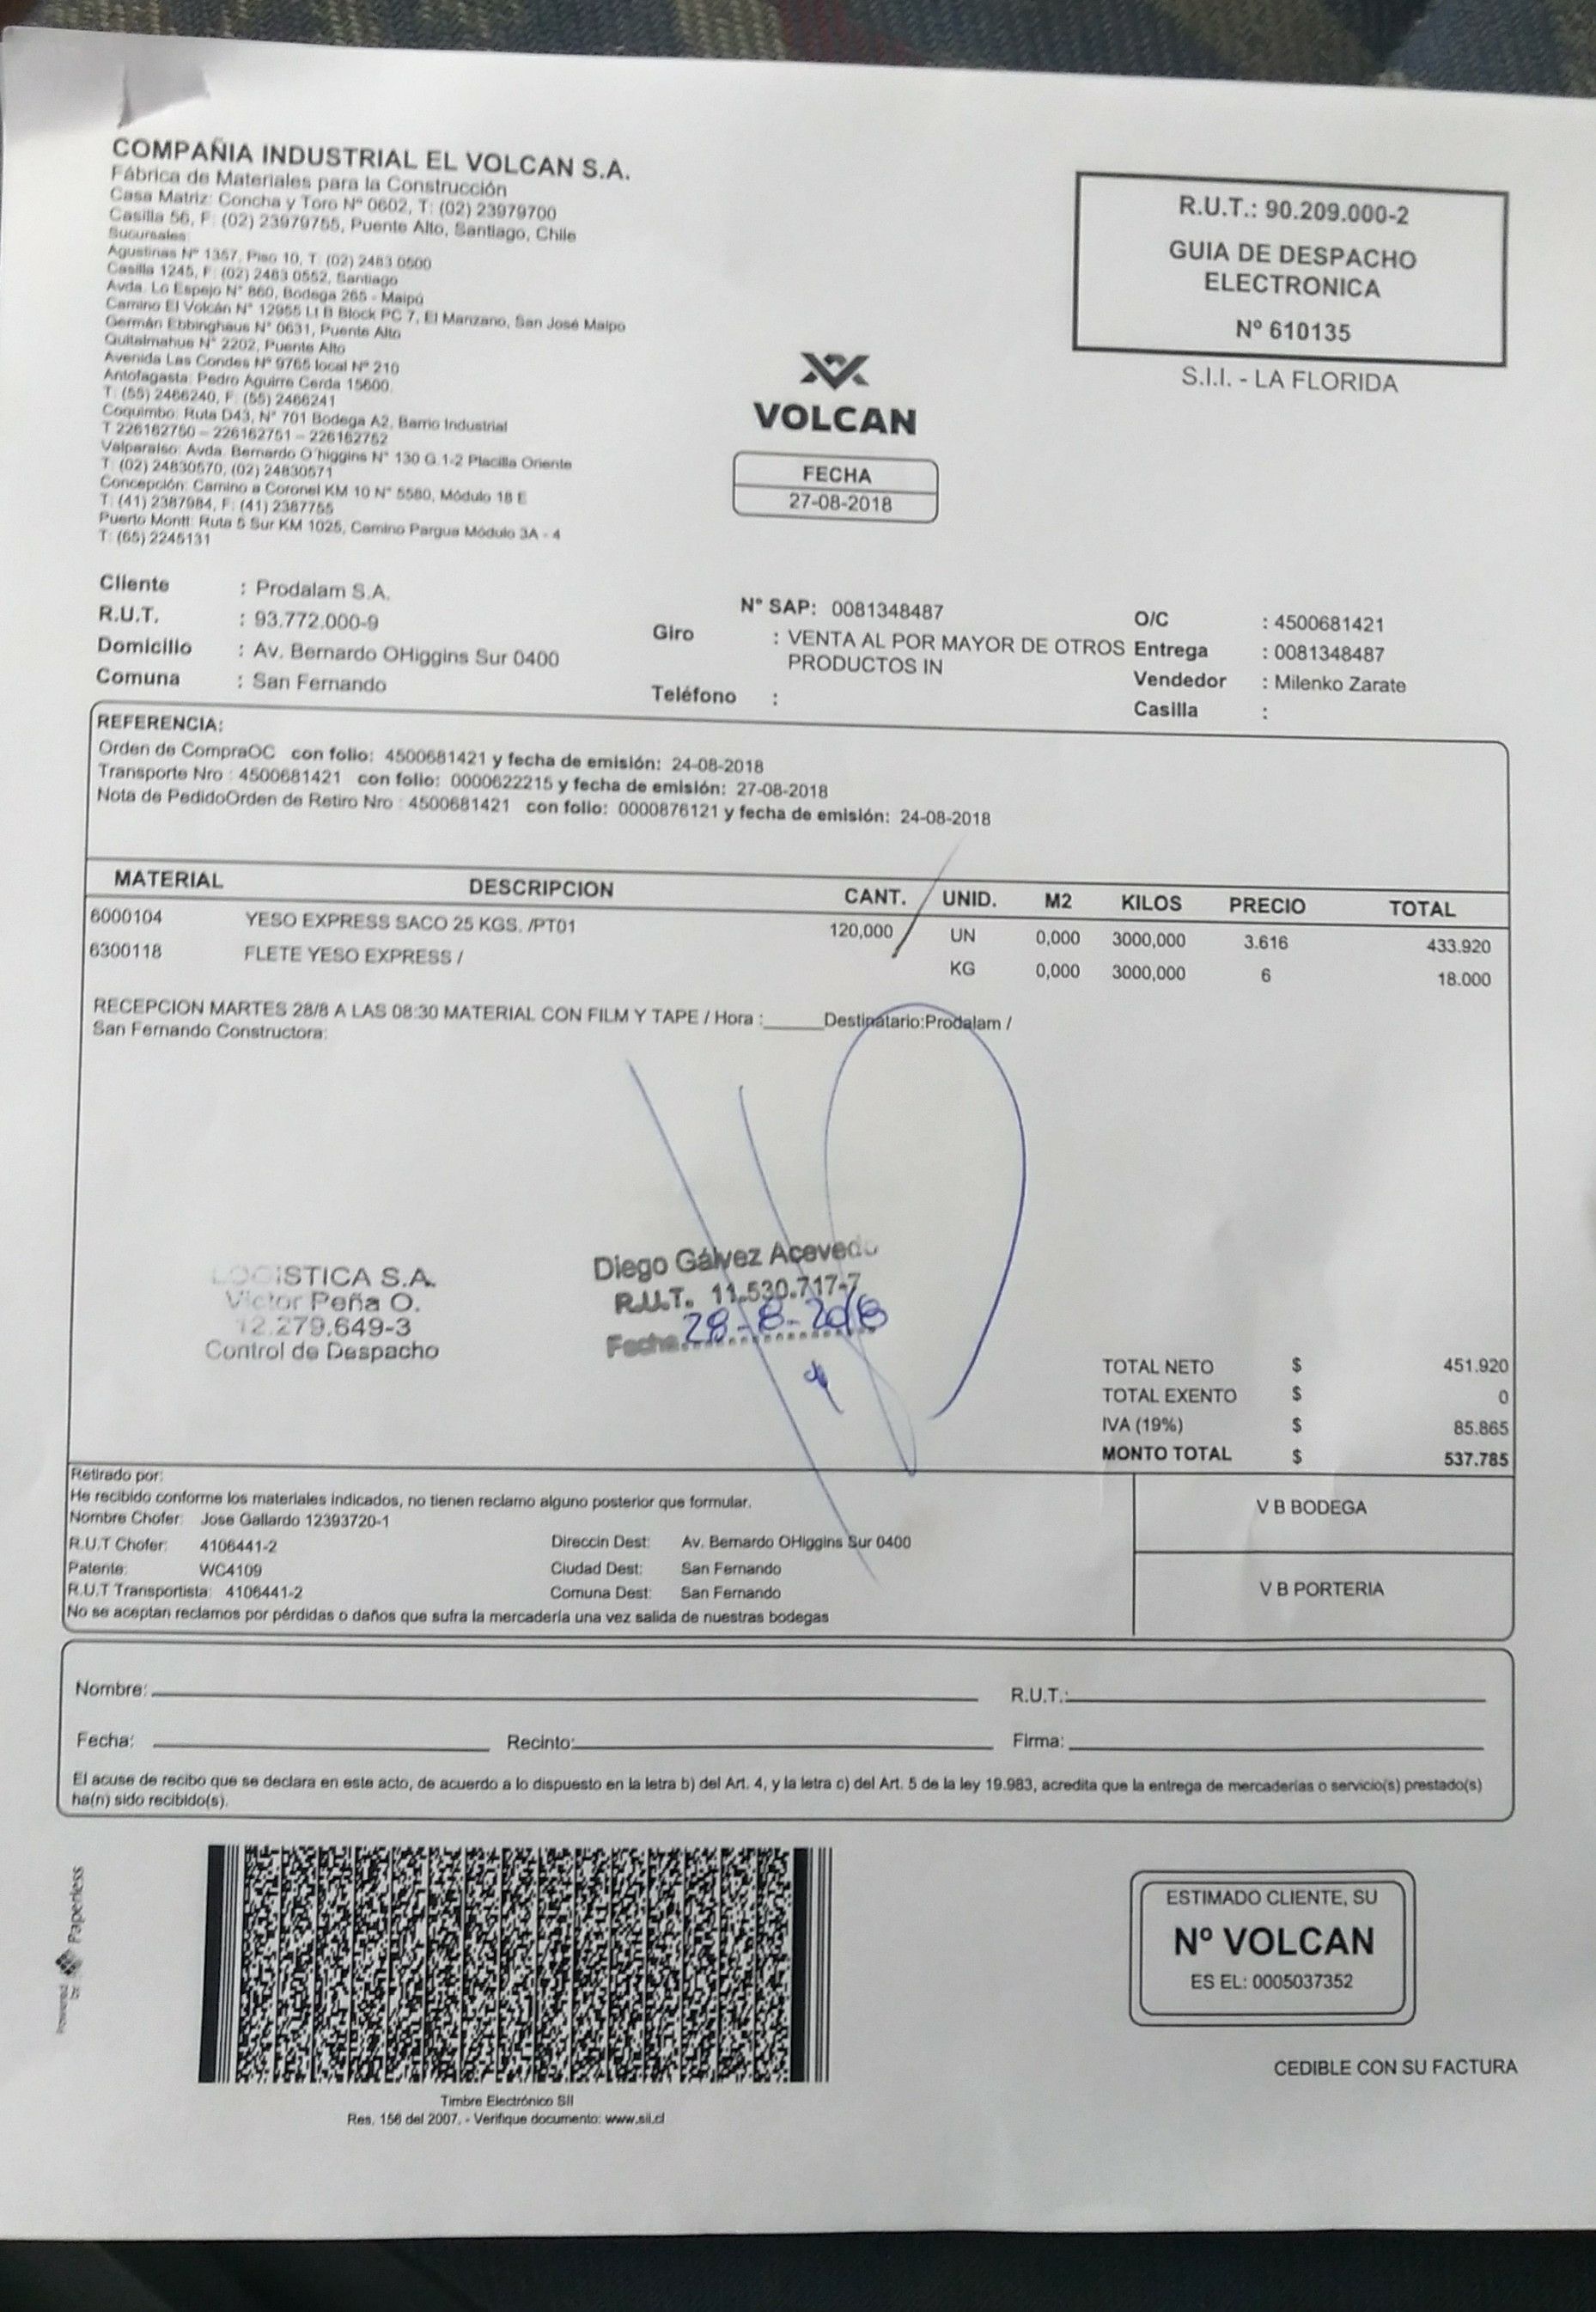 COMPAÑIA INDUSTRIAL EL VOLCAN S.A.
Fábrica de Materiales para la Construcción
Casa Matriz: Concha y Toro Nº 0602, T: (02) 23979700
Casilla 56, F: (02) 23979755, Puente Alto, Santiago, Chile
Sucursales:
Agustinas Nº 1357, Piso 10, T: (02) 2483 0500
Casilla 1245, F: (02) 2483 0552, Santiago
Avda. Lo Espejo N° 860, Bodega 265 - Maipú
Camino El Volcán N° 12955 Lt B Block PC 7, El Manzano, San José Maipo
Germán Ebbinghaus N° 0631, Puente Alto
Quitalmahue N° 2202, Puente Alto
Avenida Las Condes Nº 9765 local Nº 210
Antofagasta: Pedro Aguirre Cerda 15600.
T: (55) 2466240, F: (55) 2466241
Coquimbo: Ruta D43, N° 701 Bodega A2, Barrio Industrial
T 226162750 – 226162751 – 226162752
Valparaíso: Avda. Bernardo O'higgins N° 130 G.1-2 Placilla Oriente
T: (02) 24830570, (02) 24830571
Concepción: Camino a Coronel KM 10 N° 5580, Módulo 18 E
T: (41) 2387984, F: (41) 2387755
Puerto Montt: Ruta 5 Sur KM 1025, Camino Pargua Módulo 3A - 4
T: (65) 2245131
R.U.T.: 90.209.000-2
GUIA DE DESPACHO
ELECTRONICA
Nº 610135
S.I.I. - LA FLORIDA
VOLCAN
FECHA
27-08-2018
Cliente : Prodalam S.A.
R.U.T. : 93.772.000-9
Domicilio : Av. Bernardo OHiggins Sur 0400
Comuna : San Fernando
N° SAP: 0081348487
Giro : VENTA AL POR MAYOR DE OTROS
PRODUCTOS IN
Teléfono :
O/C : 4500681421
Entrega : 0081348487
Vendedor : Milenko Zarate
Casilla :
REFERENCIA:
Orden de CompraOC con folio: 4500681421 y fecha de emisión: 24-08-2018
Transporte Nro : 4500681421 con folio: 0000622215 y fecha de emisión: 27-08-2018
Nota de PedidoOrden de Retiro Nro : 4500681421 con folio: 0000876121 y fecha de emisión: 24-08-2018
MATERIAL DESCRIPCION CANT. UNID. M2 KILOS PRECIO TOTAL
6000104 YESO EXPRESS SACO 25 KGS. /PT01 120,000 UN 0,000 3000,000 3.616 433.920
6300118 FLETE YESO EXPRESS / KG 0,000 3000,000 6 18.000
RECEPCION MARTES 28/8 A LAS 08:30 MATERIAL CON FILM Y TAPE / Hora :______Destinatario:Prodalam /
San Fernando Constructora:
LOGISTICA S.A.
Victor Peña O.
12.279.649-3
Control de Despacho
Diego Gálvez Acevedo
R.U.T. 11.530.717-7
Fecha 28-8-2018
TOTAL NETO $ 451.920
TOTAL EXENTO $ 0
IVA (19%) $ 85.865
MONTO TOTAL $ 537.785
Retirado por:
He recibido conforme los materiales indicados, no tienen reclamo alguno posterior que formular.
Nombre Chofer: Jose Gallardo 12393720-1
R.U.T Chofer: 4106441-2 Direccin Dest: Av. Bernardo OHiggins Sur 0400
Patente: WC4109 Ciudad Dest: San Fernando
R.U.T Transportista: 4106441-2 Comuna Dest: San Fernando
No se aceptan reclamos por pérdidas o daños que sufra la mercadería una vez salida de nuestras bodegas
V B BODEGA
V B PORTERIA
Nombre: R.U.T.:
Fecha: Recinto: Firma:
El acuse de recibo que se declara en este acto, de acuerdo a lo dispuesto en la letra b) del Art. 4, y la letra c) del Art. 5 de la ley 19.983, acredita que la entrega de mercaderías o servicio(s) prestado(s)
ha(n) sido recibido(s).
Powered by Paperless
Timbre Electrónico SII
Res. 156 del 2007. - Verifique documento: www.sii.cl
ESTIMADO CLIENTE, SU
Nº VOLCAN
ES EL: 0005037352
CEDIBLE CON SU FACTURA